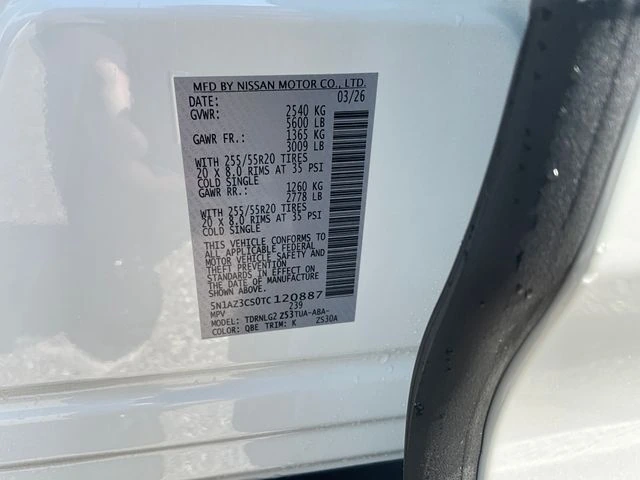 MFD BY NISSAN MOTOR CO., LTD.
DATE: 03/26
GVWR: 2540 KG
5600 LB
GAWR FR.: 1365 KG
3009 LB
WITH 255/55R20 TIRES
20 X 8.0 RIMS AT 35 PSI
COLD SINGLE
GAWR RR.: 1260 KG
2778 LB
WITH 255/55R20 TIRES
20 X 8.0 RIMS AT 35 PSI
COLD SINGLE
THIS VEHICLE CONFORMS TO
ALL APPLICABLE FEDERAL
MOTOR VEHICLE SAFETY AND
THEFT PREVENTION
STANDARDS IN EFFECT ON
THE DATE OF MANUFACTURE
SHOWN ABOVE.
5N1AZ3CS0TC120887
MPV 239
MODEL: TDRNLG2 Z53TUA-ABA-
COLOR: QBE TRIM: K ZS30A